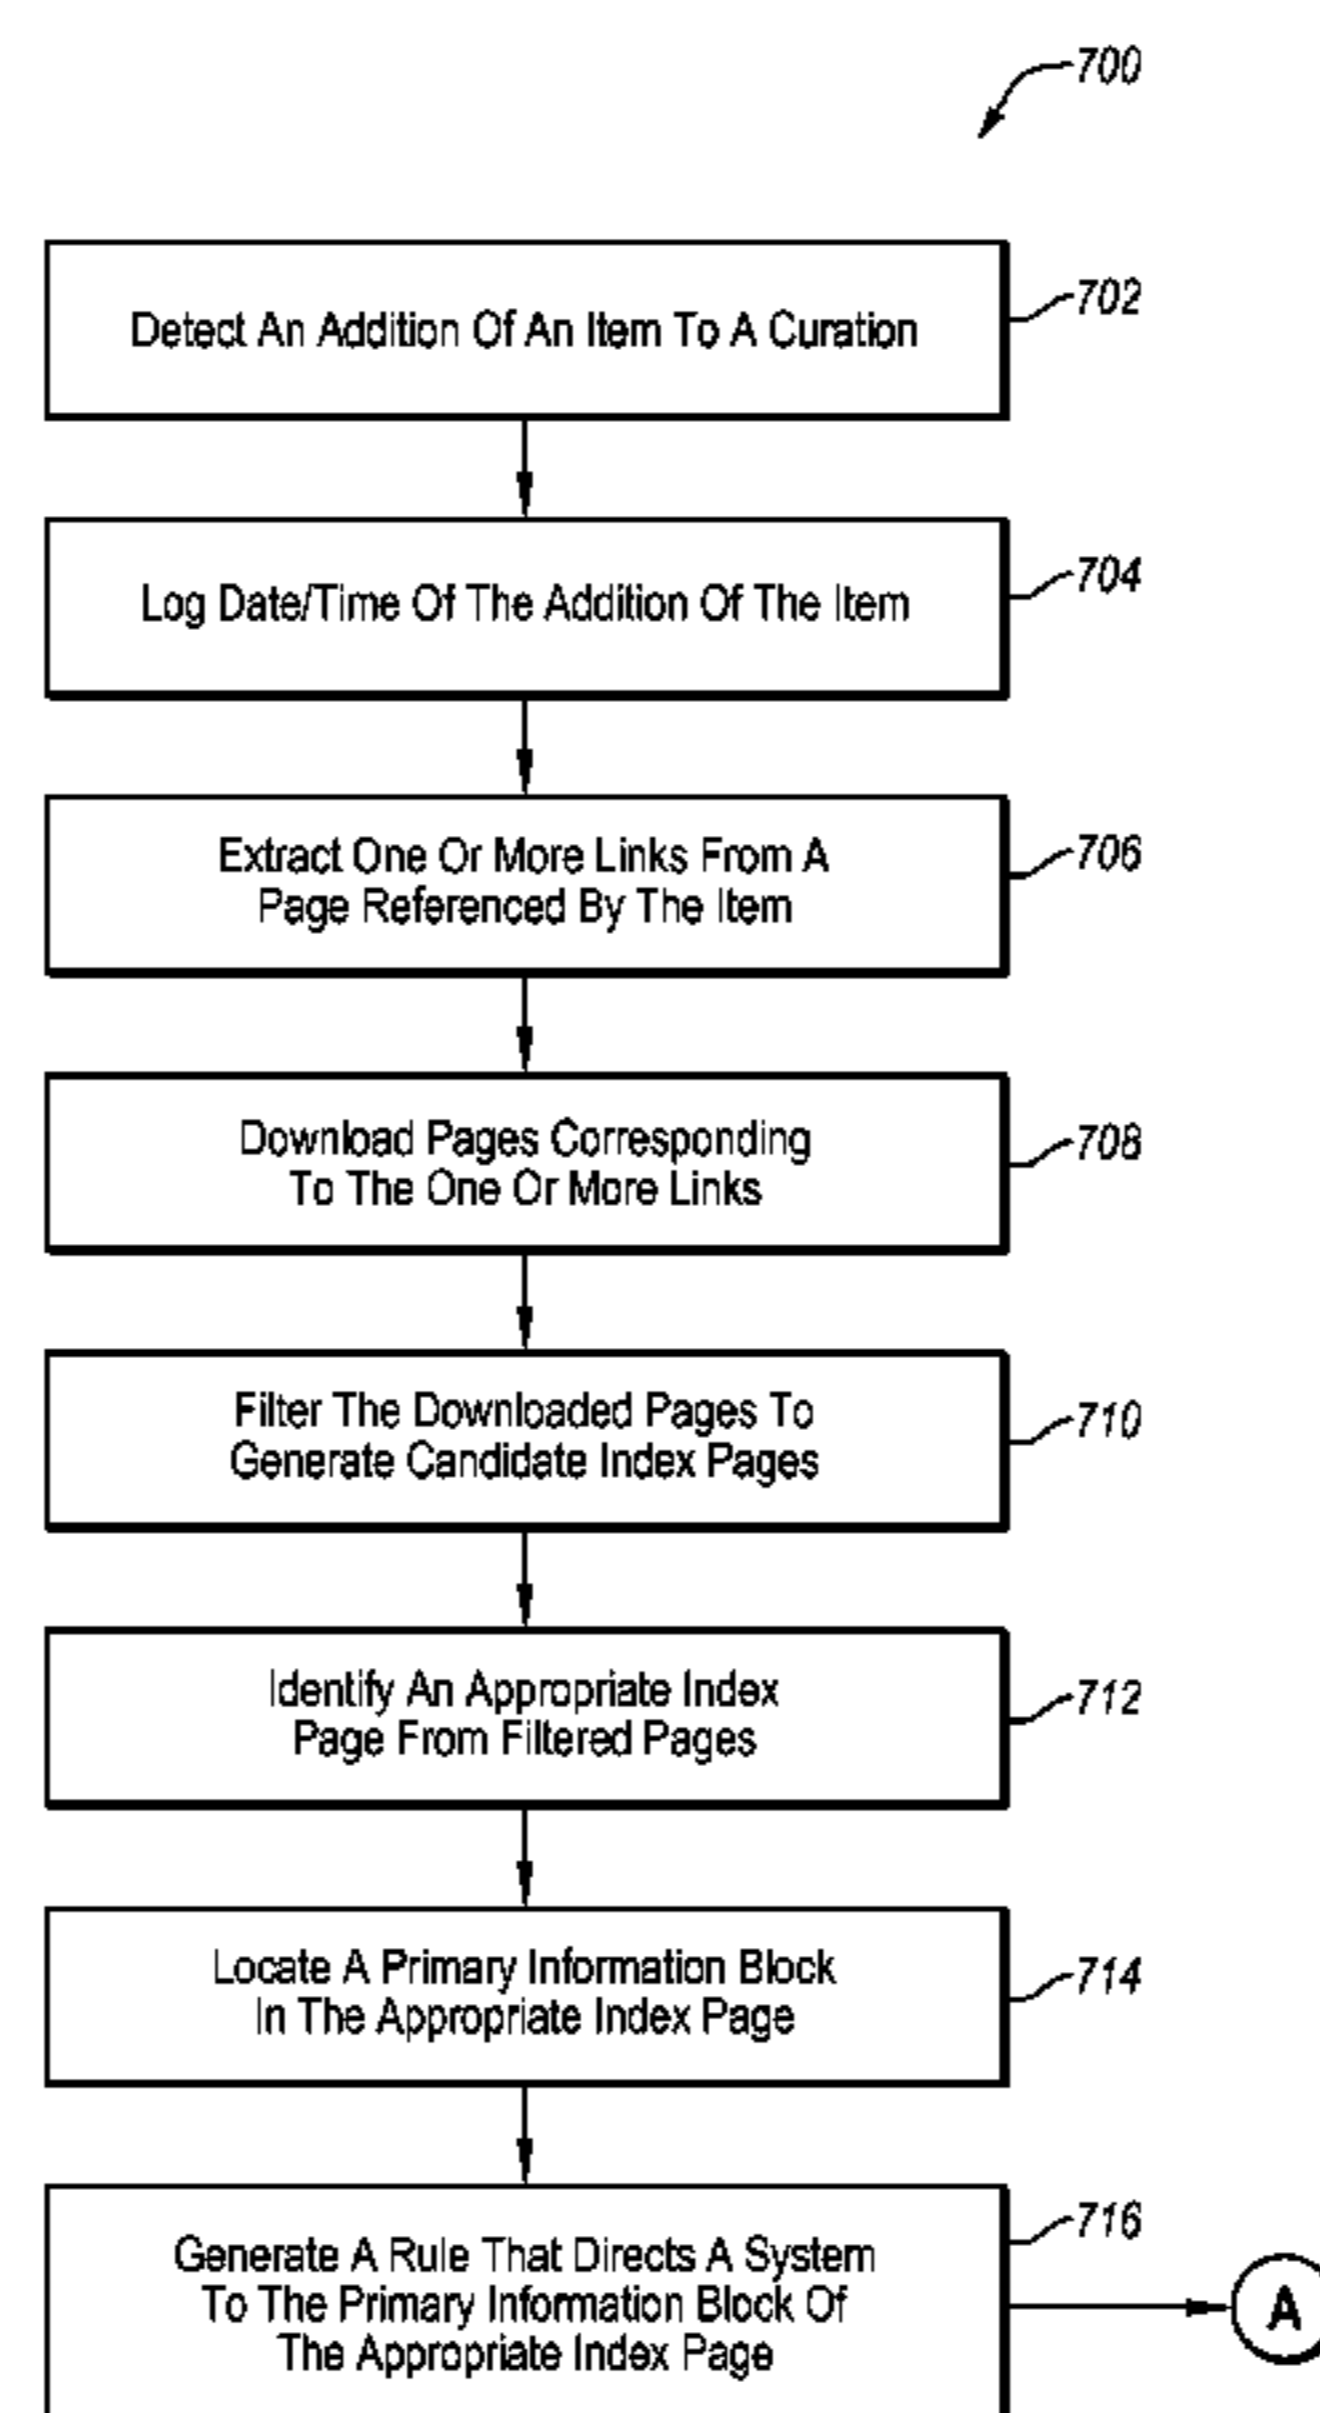 700
Detect An Addition Of An Item To A Curation
702
Log Date/Time Of The Addition Of The Item
704
Extract One Or More Links From A
Page Referenced By The Item
706
Download Pages Corresponding
To The One Or More Links
708
Filter The Downloaded Pages To
Generate Candidate Index Pages
710
Identify An Appropriate Index
Page From Filtered Pages
712
Locate A Primary Information Block
In The Appropriate Index Page
714
Generate A Rule That Directs A System
To The Primary Information Block Of
The Appropriate Index Page
716
A